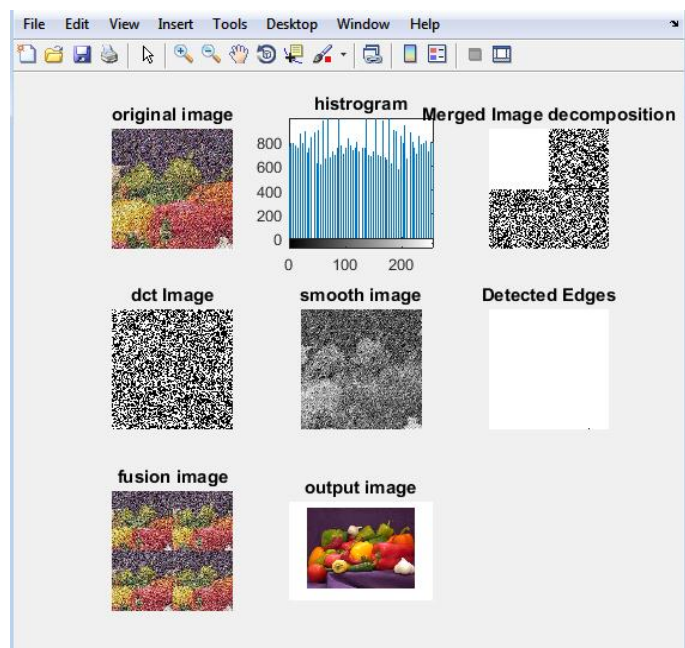 File Edit View Insert Tools Desktop Window Help
original image
histrogram
Merged Image decomposition
800
600
400
200
0
0 100 200
dct Image
smooth image
Detected Edges
fusion image
output image